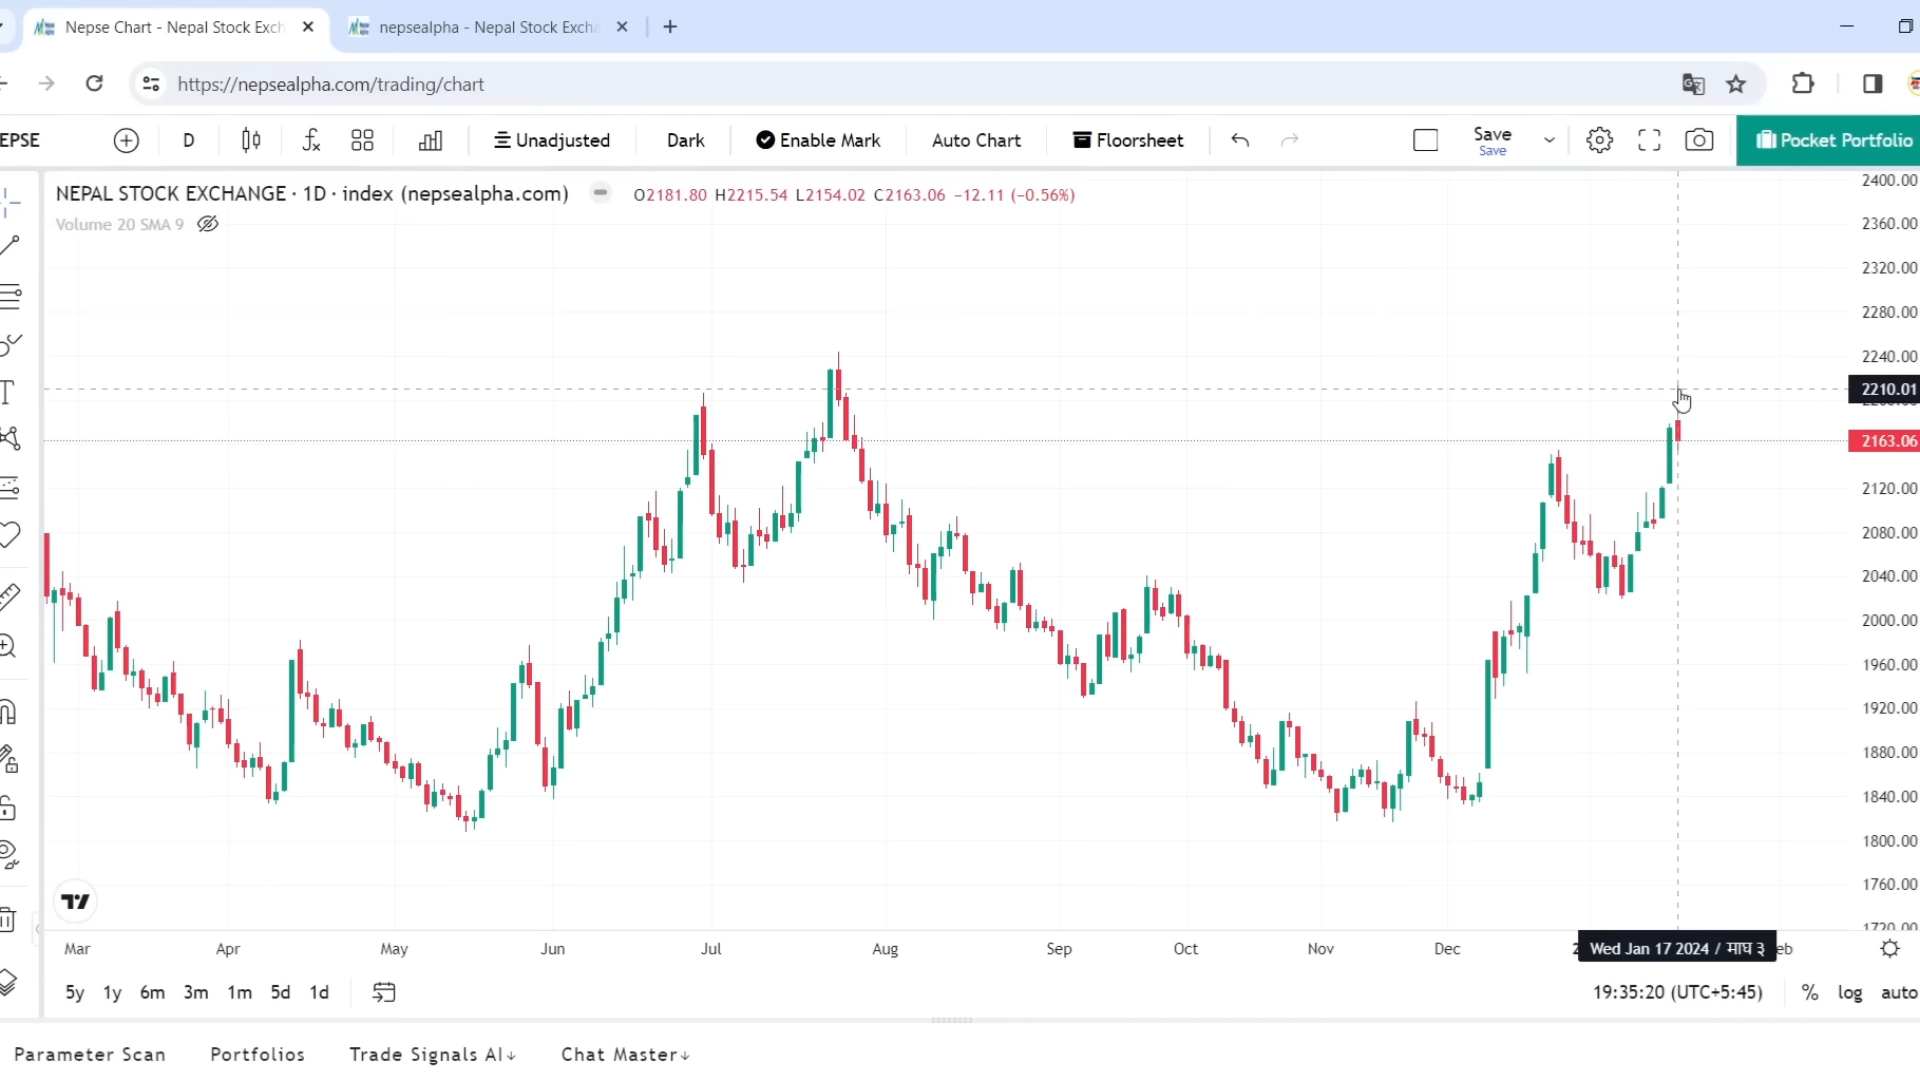 Nepse Chart - Nepal Stock Exch
nepsealpha - Nepal Stock Excha
https://nepsealpha.com/trading/chart
EPSE D Unadjusted Dark Enable Mark Auto Chart Floorsheet Save Pocket Portfolio
Save
NEPAL STOCK EXCHANGE · 1D · index (nepsealpha.com) O2181.80 H2215.54 L2154.02 C2163.06 −12.11 (−0.56%)
Volume 20 SMA 9
2400.00
2360.00
2320.00
2280.00
2240.00
2210.01
2163.06
2120.00
2080.00
2040.00
2000.00
1960.00
1920.00
1880.00
1840.00
1800.00
1760.00
1720.00
Mar Apr May Jun Jul Aug Sep Oct Nov Dec Wed Jan 17 2024 / माघ ३ eb
5y 1y 6m 3m 1m 5d 1d 19:35:20 (UTC+5:45) % log auto
Parameter Scan Portfolios Trade Signals AI↓ Chat Master↓